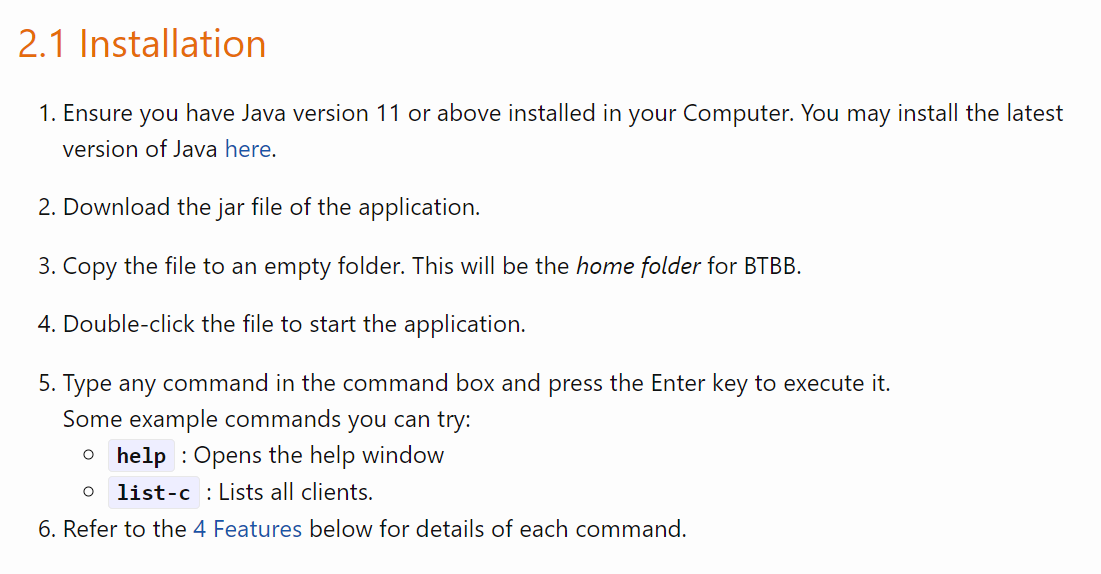 2.1 Installation
1. Ensure you have Java version 11 or above installed in your Computer. You may install the latest
version of Java here.
2. Download the jar file of the application.
3. Copy the file to an empty folder. This will be the home folder for BTBB.
4. Double-click the file to start the application.
5. Type any command in the command box and press the Enter key to execute it.
Some example commands you can try:
○ help : Opens the help window
○ list-c : Lists all clients.
6. Refer to the 4 Features below for details of each command.